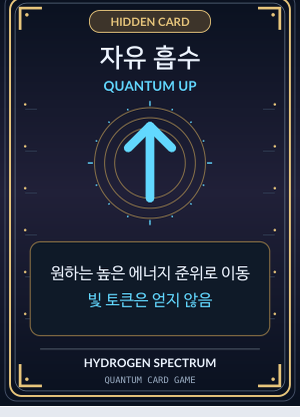 HIDDEN CARD
자유 흡수
QUANTUM UP
원하는 높은 에너지 준위로 이동
빛 토큰은 얻지 않음
HYDROGEN SPECTRUM
QUANTUM CARD GAME